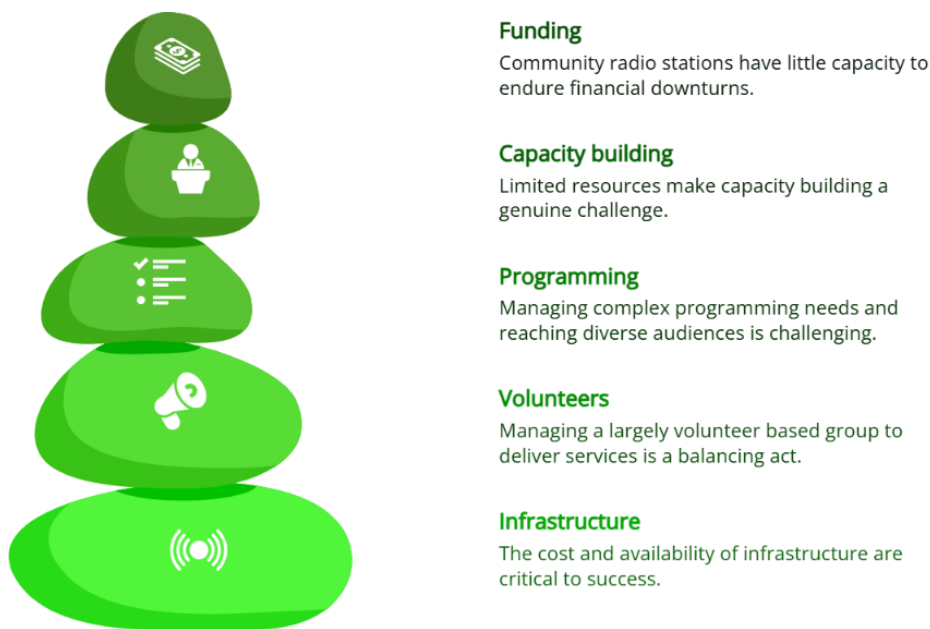 Funding
Community radio stations have little capacity to
endure financial downturns.
Capacity building
Limited resources make capacity building a
genuine challenge.
Programming
Managing complex programming needs and
reaching diverse audiences is challenging.
Volunteers
Managing a largely volunteer based group to
deliver services is a balancing act.
Infrastructure
The cost and availability of infrastructure are
critical to success.